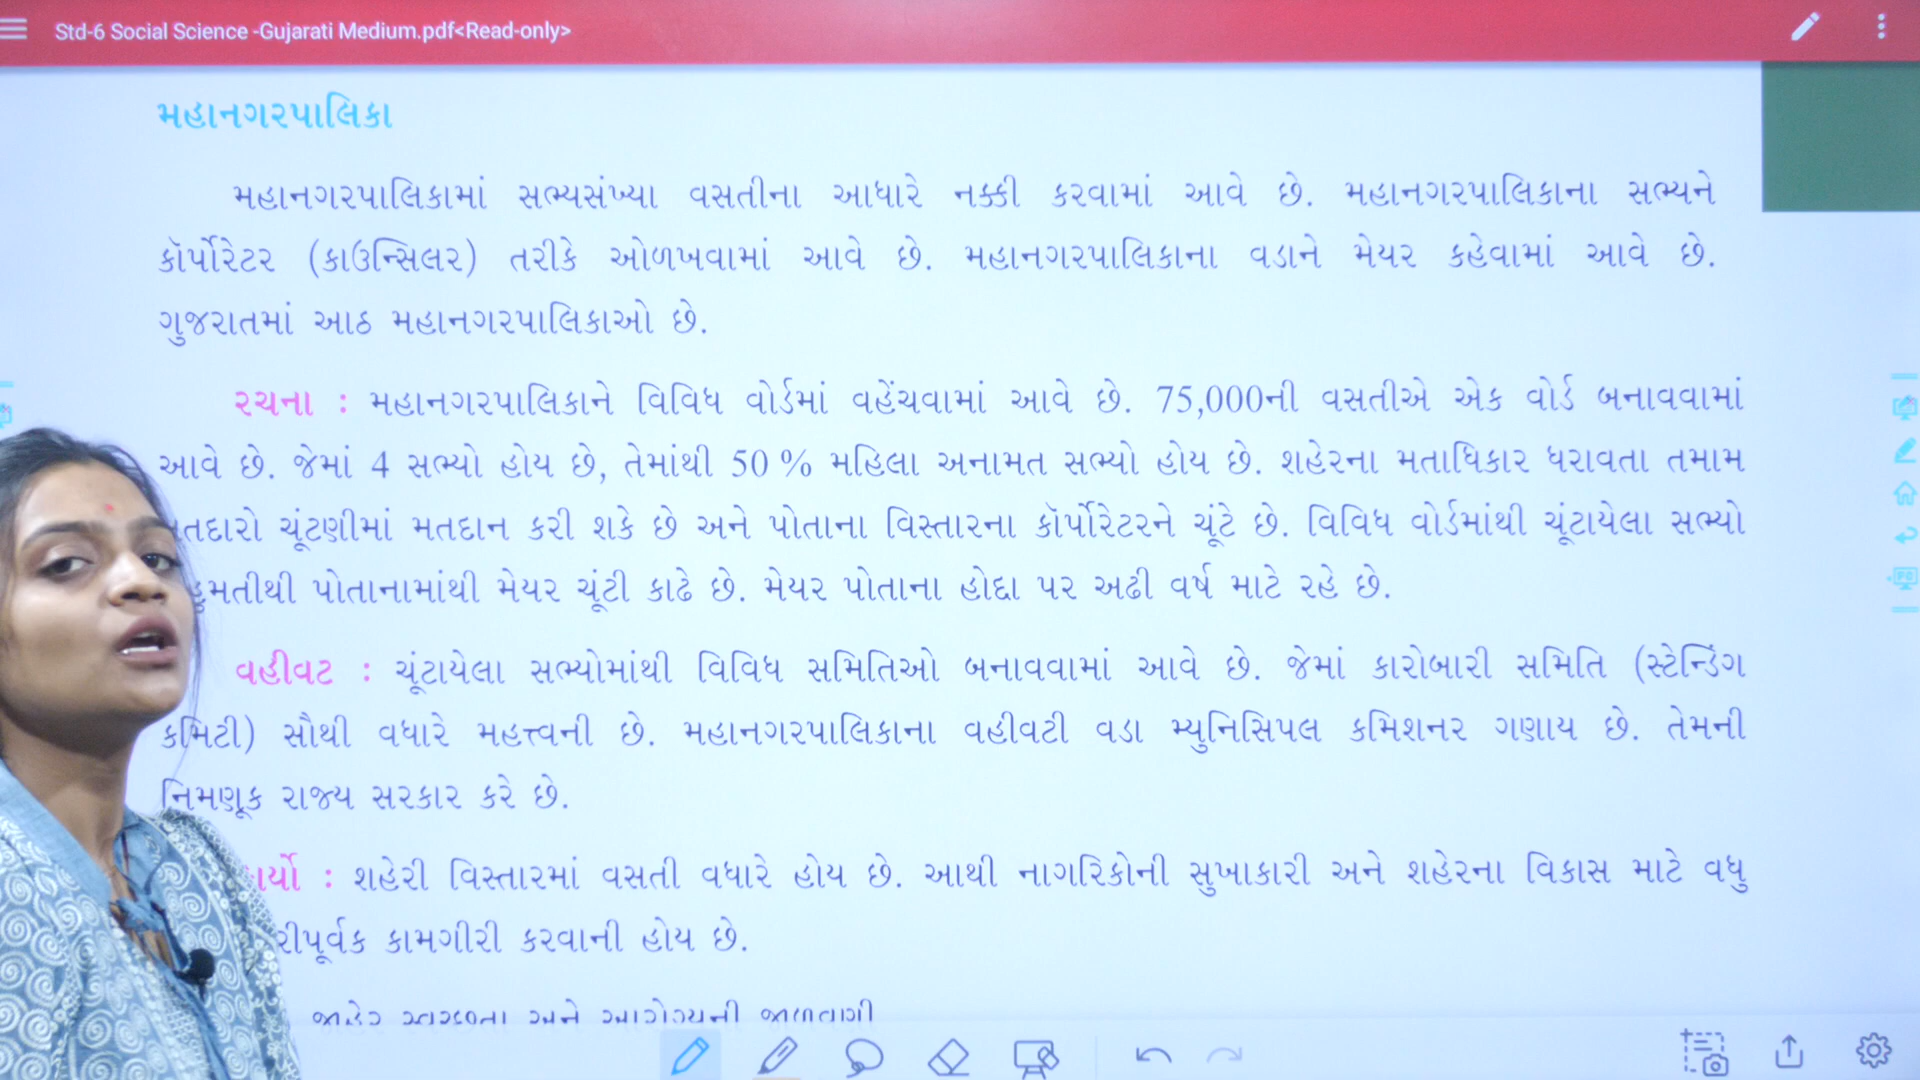 Std-6 Social Science -Gujarati Medium.pdf<Read-only>
મહાનગરપાલિકા
મહાનગરપાલિકામાં સભ્યસંખ્યા વસતીના આધારે નક્કી કરવામાં આવે છે. મહાનગરપાલિકાના સભ્યને
કૉર્પોરેટર (કાઉન્સિલર) તરીકે ઓળખવામાં આવે છે. મહાનગરપાલિકાના વડાને મેયર કહેવામાં આવે છે.
ગુજરાતમાં આઠ મહાનગરપાલિકાઓ છે.
રચના : મહાનગરપાલિકાને વિવિધ વોર્ડમાં વહેંચવામાં આવે છે. 75,000ની વસતીએ એક વોર્ડ બનાવવામાં
આવે છે. જેમાં 4 સભ્યો હોય છે, તેમાંથી 50 % મહિલા અનામત સભ્યો હોય છે. શહેરના મતાધિકાર ધરાવતા તમામ
ચૂંટણીમાં મતદાન કરી શકે છે અને પોતાના વિસ્તારના કૉર્પોરેટરને ચૂંટે છે. વિવિધ વોર્ડમાંથી ચૂંટાયેલા સભ્યો
પોતાનામાંથી મેયર ચૂંટી કાઢે છે. મેયર પોતાના હોદ્દા પર અઢી વર્ષ માટે રહે છે.
વહીવટ : ચૂંટાયેલા સભ્યોમાંથી વિવિધ સમિતિઓ બનાવવામાં આવે છે. જેમાં કારોબારી સમિતિ (સ્ટેન્ડિંગ
કમિટી) સૌથી વધારે મહત્ત્વની છે. મહાનગરપાલિકાના વહીવટી વડા મ્યુનિસિપલ કમિશનર ગણાય છે. તેમની
નિમણૂક રાજ્ય સરકાર કરે છે.
: શહેરી વિસ્તારમાં વસતી વધારે હોય છે. આથી નાગરિકોની સુખાકારી અને શહેરના વિકાસ માટે વધુ
કામગીરી કરવાની હોય છે.
જાહેર સ્વચ્છતા અને આરોગ્યની જાળવણી